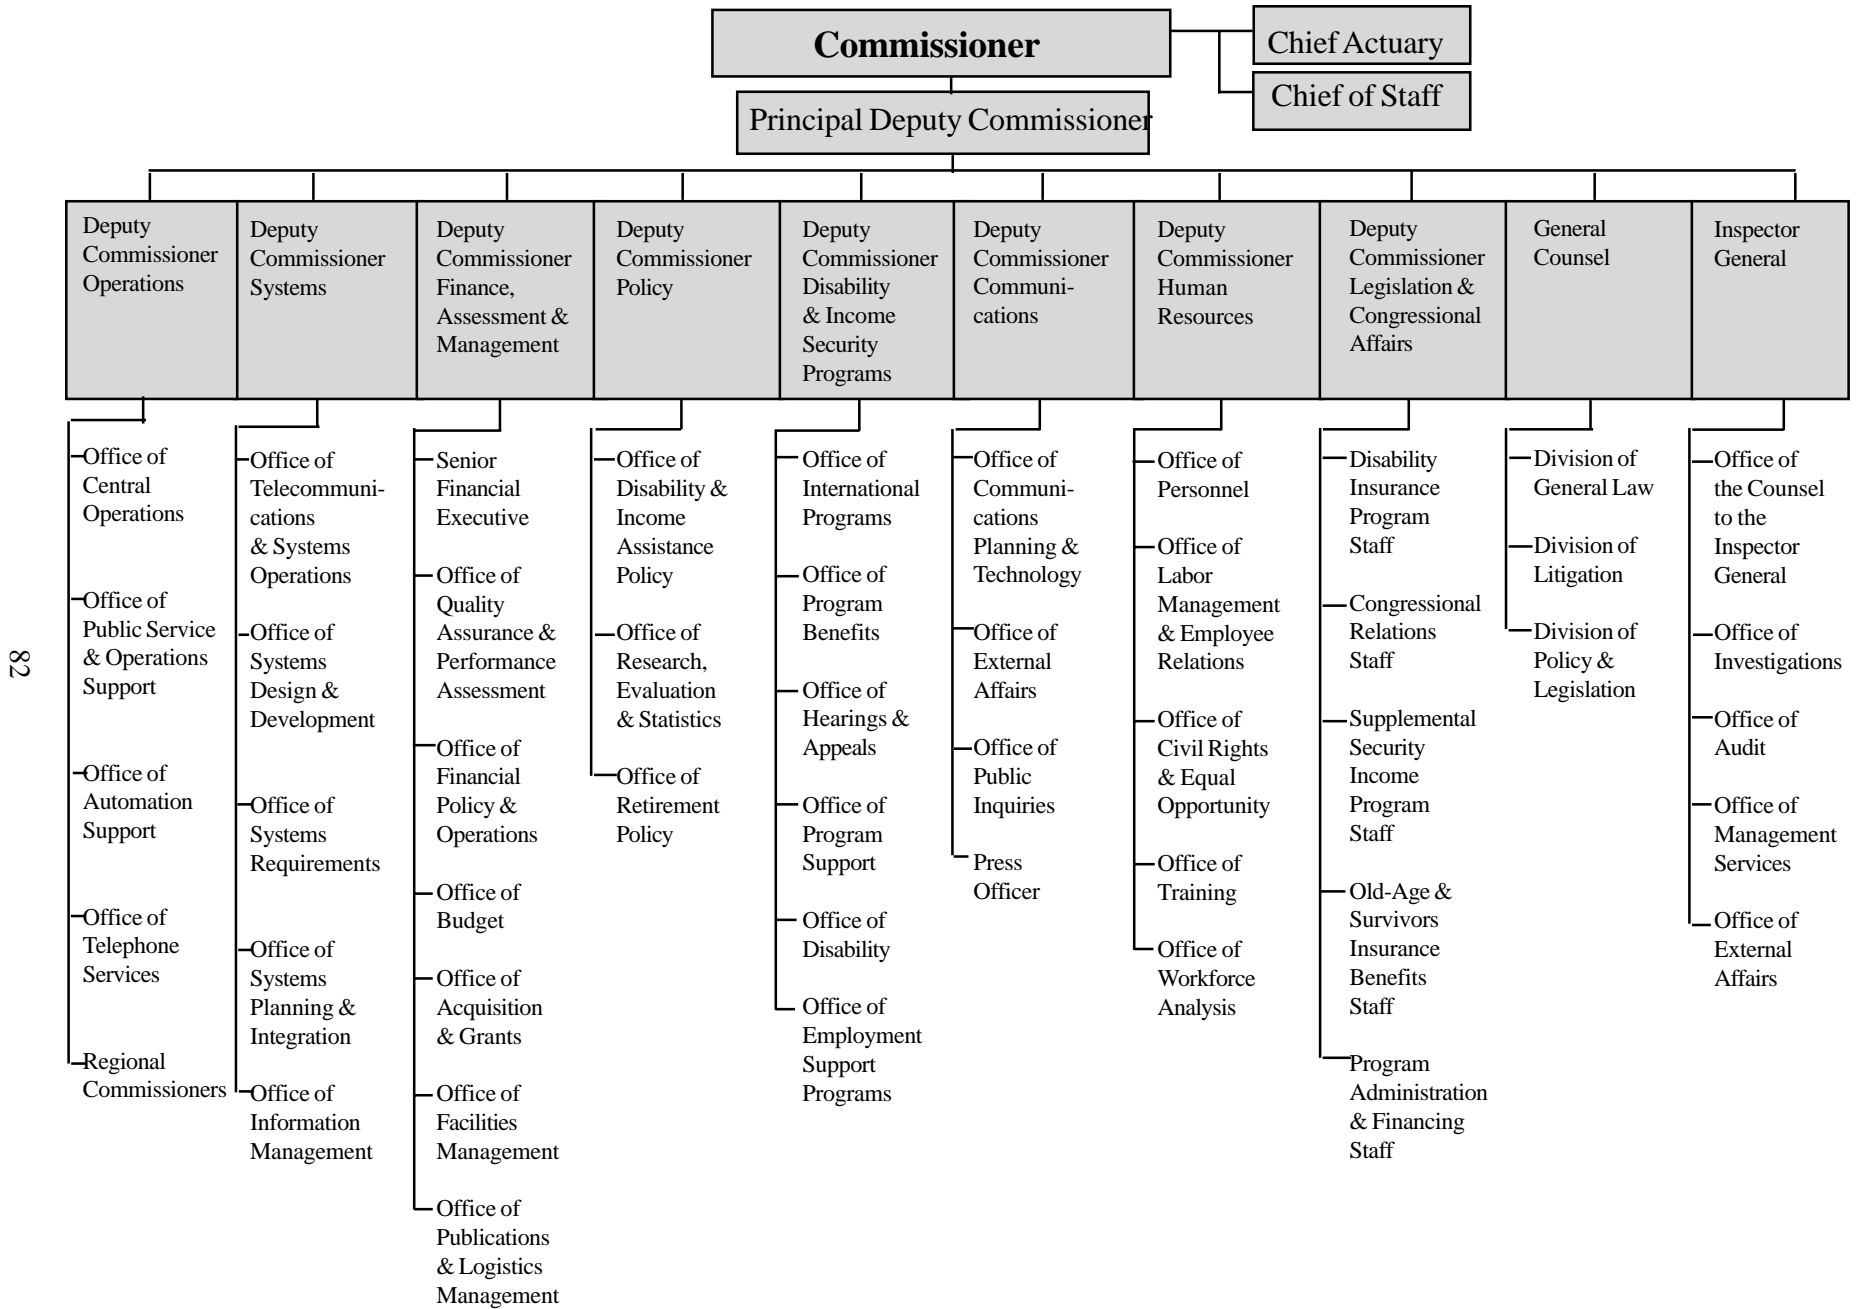 Commissioner
Chief Actuary
Chief of Staff
Principal Deputy Commissioner
Deputy
Commissioner
Operations
Deputy
Commissioner
Systems
Deputy
Commissioner
Finance,
Assessment &
Management
Deputy
Commissioner
Policy
Deputy
Commissioner
Disability
& Income
Security
Programs
Deputy
Commissioner
Communi-
cations
Deputy
Commissioner
Human
Resources
Deputy
Commissioner
Legislation &
Congressional
Affairs
General
Counsel
Inspector
General
Office of
Central
Operations
Office of
Public Service
& Operations
Support
Office of
Automation
Support
Office of
Telephone
Services
Regional
Commissioners
Office of
Telecommuni-
cations
& Systems
Operations
Office of
Systems
Design &
Development
Office of
Systems
Requirements
Office of
Systems
Planning &
Integration
Office of
Information
Management
Senior
Financial
Executive
Office of
Quality
Assurance &
Performance
Assessment
Office of
Financial
Policy &
Operations
Office of
Budget
Office of
Acquisition
& Grants
Office of
Facilities
Management
Office of
Publications
& Logistics
Management
Office of
Disability &
Income
Assistance
Policy
Office of
Research,
Evaluation
& Statistics
Office of
Retirement
Policy
Office of
International
Programs
Office of
Program
Benefits
Office of
Hearings &
Appeals
Office of
Program
Support
Office of
Disability
Office of
Employment
Support
Programs
Office of
Communi-
cations
Planning &
Technology
Office of
External
Affairs
Office of
Public
Inquiries
Press
Officer
Office of
Personnel
Office of
Labor
Management
& Employee
Relations
Office of
Civil Rights
& Equal
Opportunity
Office of
Training
Office of
Workforce
Analysis
Disability
Insurance
Program
Staff
Congressional
Relations
Staff
Supplemental
Security
Income
Program
Staff
Old-Age &
Survivors
Insurance
Benefits
Staff
Program
Administration
& Financing
Staff
Division of
General Law
Division of
Litigation
Division of
Policy &
Legislation
Office of
the Counsel
to the
Inspector
General
Office of
Investigations
Office of
Audit
Office of
Management
Services
Office of
External
Affairs
82